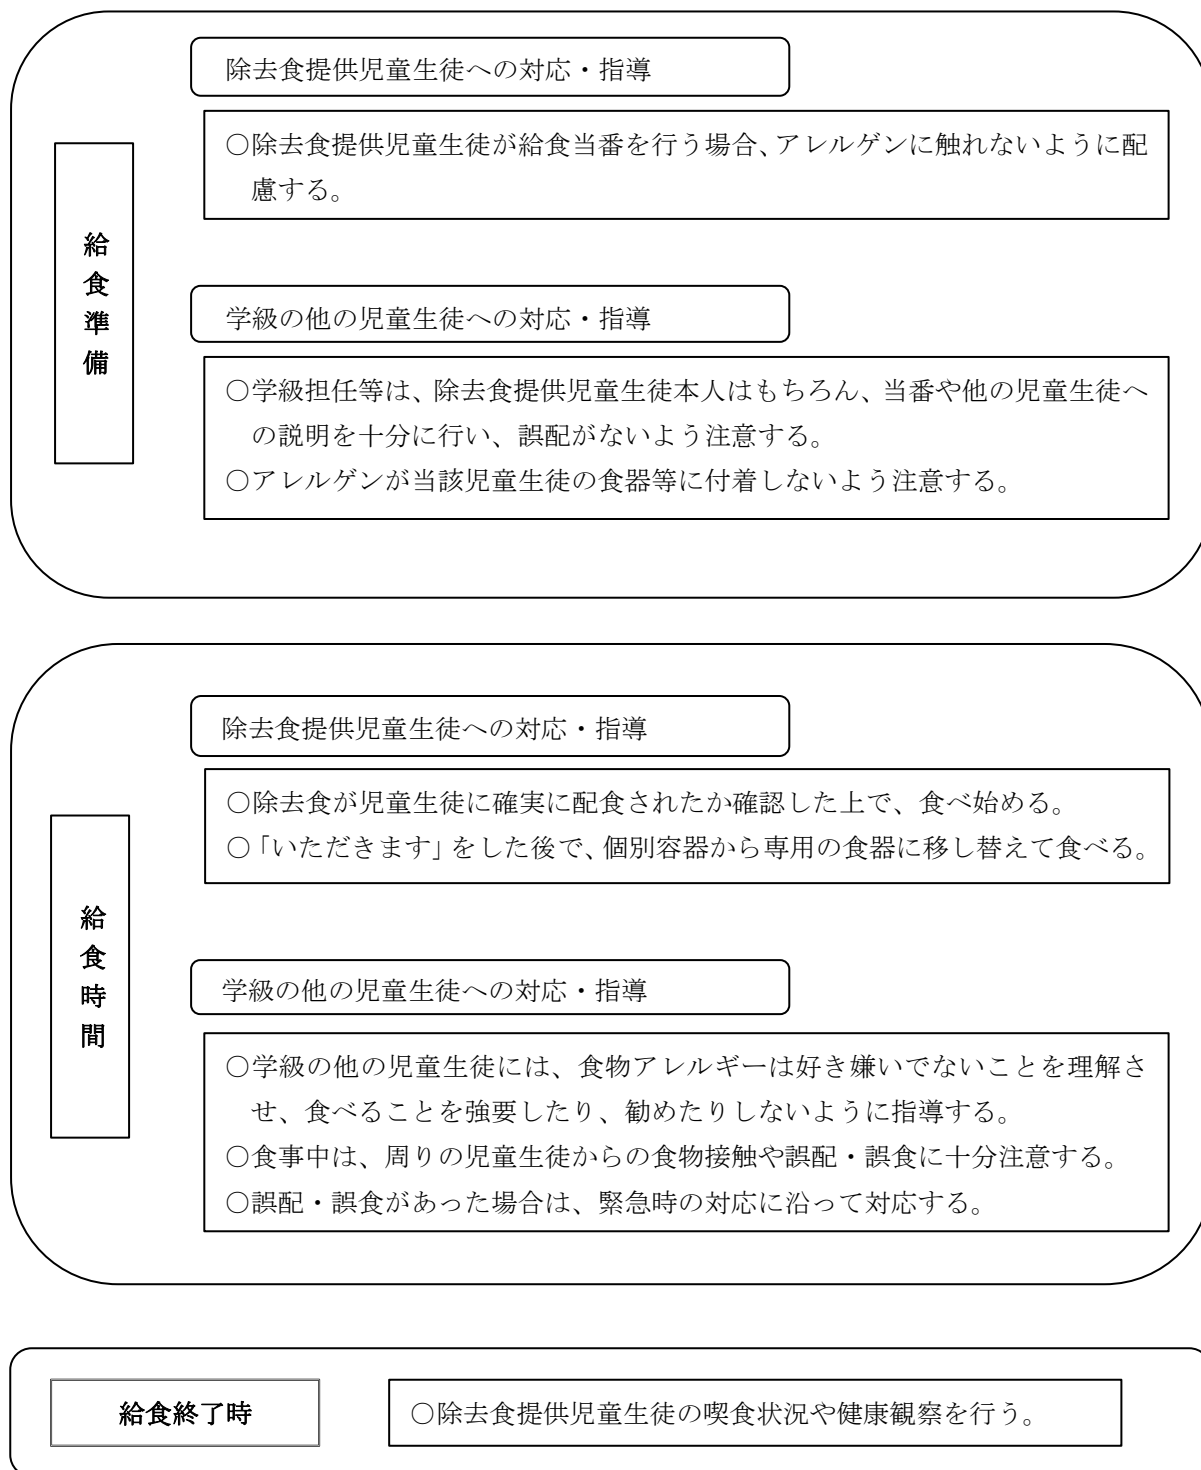 除去食提供児童生徒への対応・指導
○除去食提供児童生徒が給食当番を行う場合、アレルゲンに触れないように配
慮する。
給食準備
学級の他の児童生徒への対応・指導
○学級担任等は、除去食提供児童生徒本人はもちろん、当番や他の児童生徒へ
の説明を十分に行い、誤配がないよう注意する。
○アレルゲンが当該児童生徒の食器等に付着しないよう注意する。
除去食提供児童生徒への対応・指導
○除去食が児童生徒に確実に配食されたか確認した上で、食べ始める。
○「いただきます」をした後で、個別容器から専用の食器に移し替えて食べる。
給食時間
学級の他の児童生徒への対応・指導
○学級の他の児童生徒には、食物アレルギーは好き嫌いでないことを理解さ
せ、食べることを強要したり、勧めたりしないように指導する。
○食事中は、周りの児童生徒からの食物接触や誤配・誤食に十分注意する。
○誤配・誤食があった場合は、緊急時の対応に沿って対応する。
給食終了時
○除去食提供児童生徒の喫食状況や健康観察を行う。